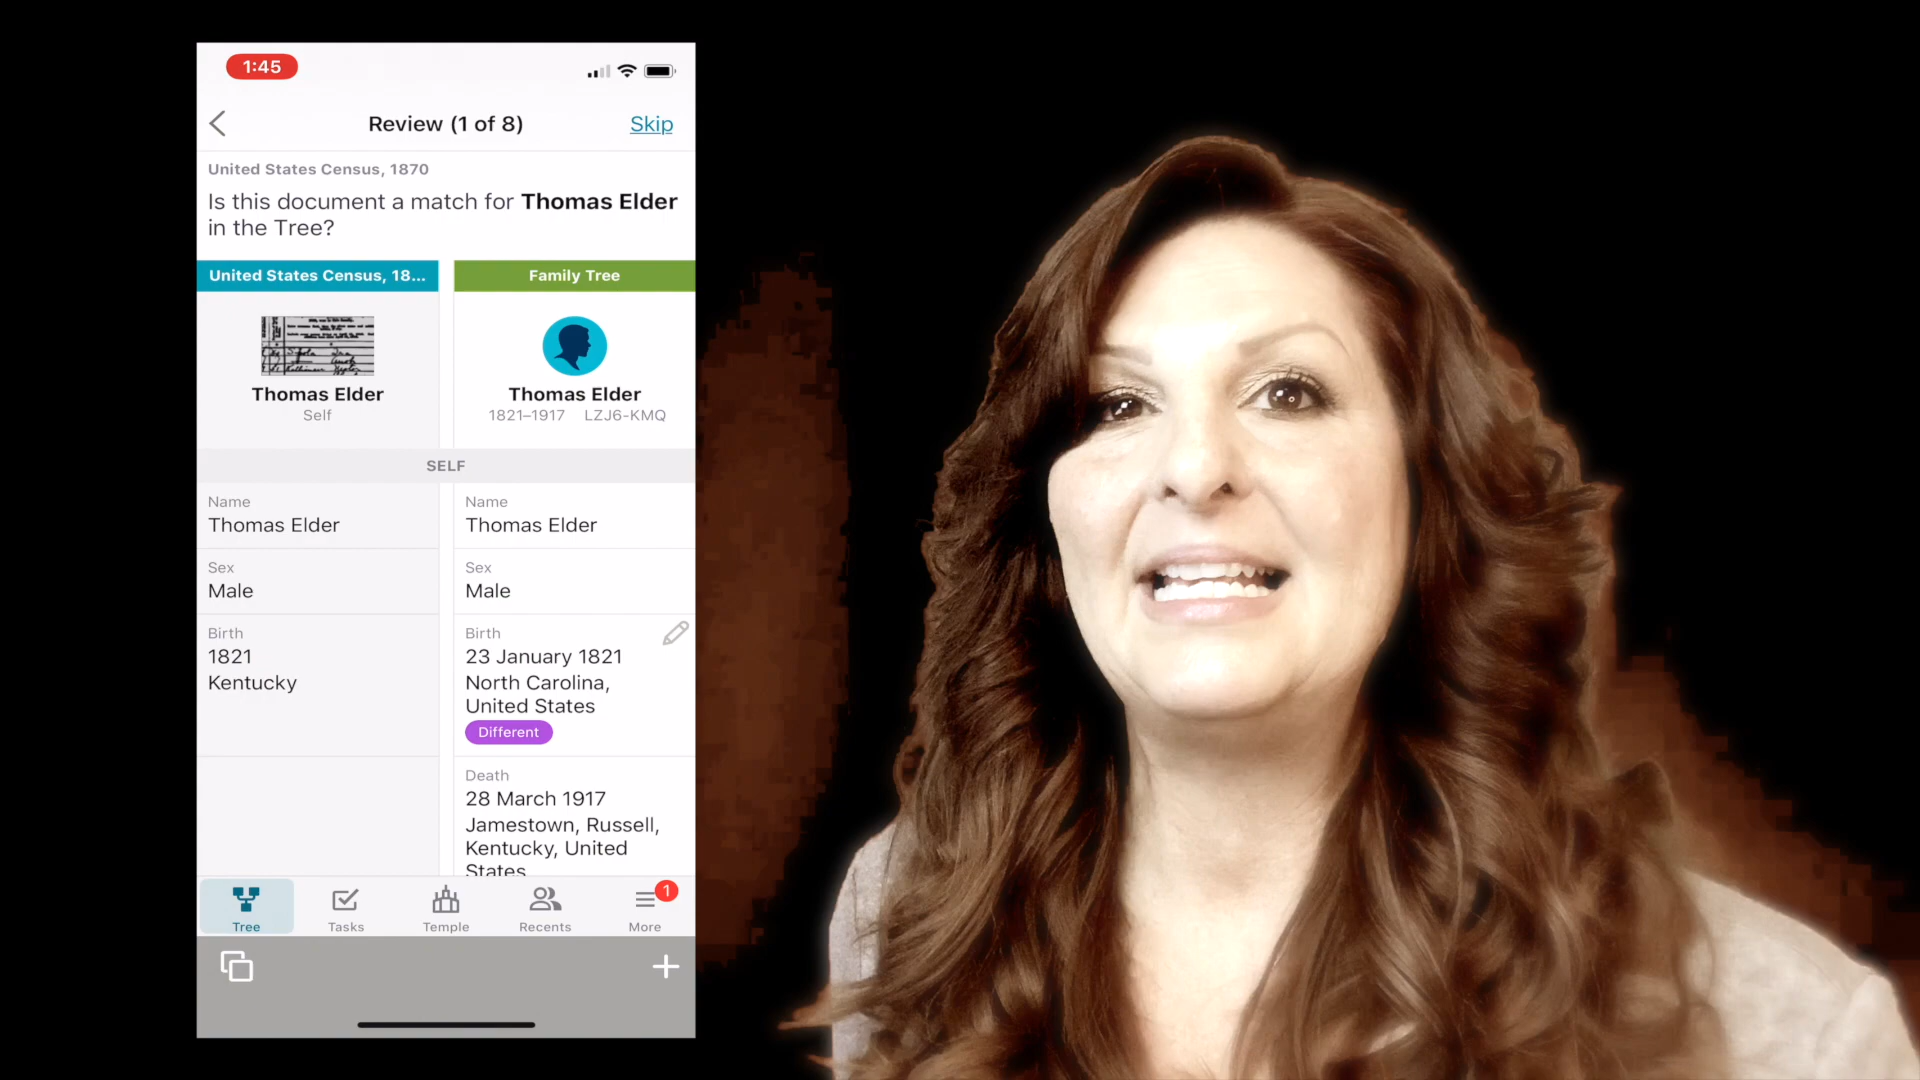 1:45
Review (1 of 8)
Skip
United States Census, 1870
Is this document a match for Thomas Elder
in the Tree?
United States Census, 18...
Family Tree
Thomas Elder
Self
Thomas Elder
1821–1917 LZJ6-KMQ
SELF
Name
Thomas Elder
Name
Thomas Elder
Sex
Male
Sex
Male
Birth
1821
Kentucky
Birth
23 January 1821
North Carolina,
United States
Different
Death
28 March 1917
Jamestown, Russell,
Kentucky, United
States
Tree
Tasks
Temple
Recents
More
1